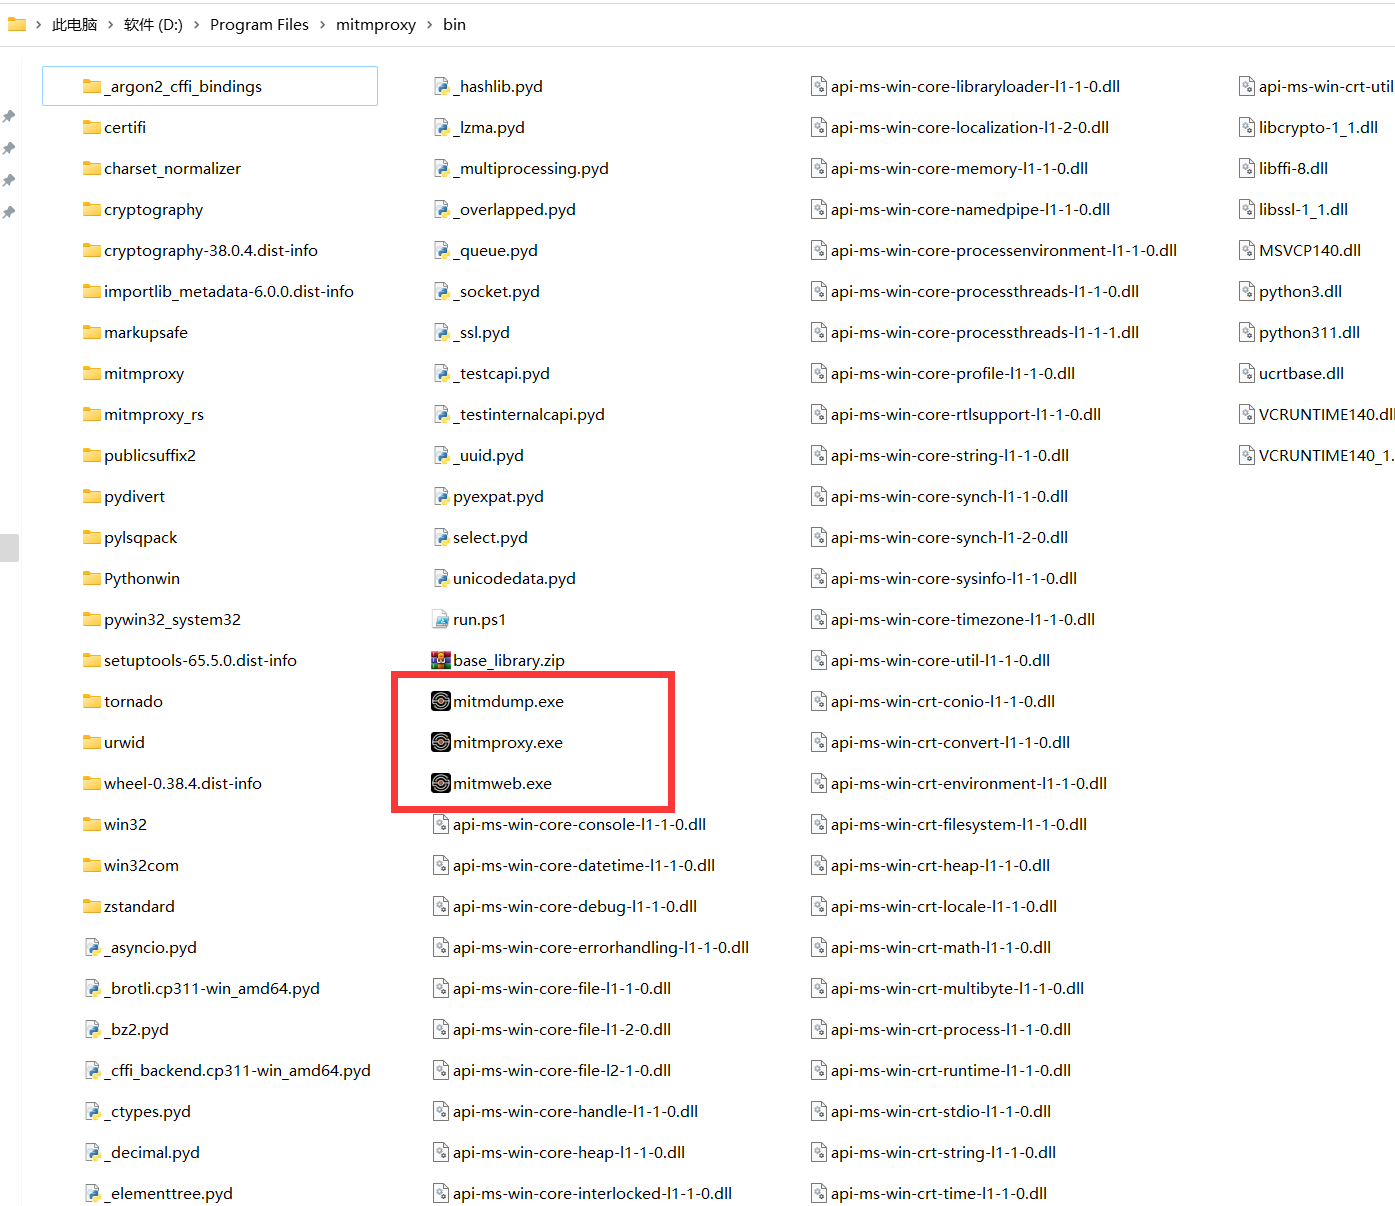 此电脑 > 软件 (D:) > Program Files > mitmproxy > bin
_argon2_cffi_bindings
certifi
charset_normalizer
cryptography
cryptography-38.0.4.dist-info
importlib_metadata-6.0.0.dist-info
markupsafe
mitmproxy
mitmproxy_rs
publicsuffix2
pydivert
pylsqpack
Pythonwin
pywin32_system32
setuptools-65.5.0.dist-info
tornado
urwid
wheel-0.38.4.dist-info
win32
win32com
zstandard
_asyncio.pyd
_brotli.cp311-win_amd64.pyd
_bz2.pyd
_cffi_backend.cp311-win_amd64.pyd
_ctypes.pyd
_decimal.pyd
_elementtree.pyd
_hashlib.pyd
_lzma.pyd
_multiprocessing.pyd
_overlapped.pyd
_queue.pyd
_socket.pyd
_ssl.pyd
_testcapi.pyd
_testinternalcapi.pyd
_uuid.pyd
pyexpat.pyd
select.pyd
unicodedata.pyd
run.ps1
base_library.zip
mitmdump.exe
mitmproxy.exe
mitmweb.exe
api-ms-win-core-console-l1-1-0.dll
api-ms-win-core-datetime-l1-1-0.dll
api-ms-win-core-debug-l1-1-0.dll
api-ms-win-core-errorhandling-l1-1-0.dll
api-ms-win-core-file-l1-1-0.dll
api-ms-win-core-file-l1-2-0.dll
api-ms-win-core-file-l2-1-0.dll
api-ms-win-core-handle-l1-1-0.dll
api-ms-win-core-heap-l1-1-0.dll
api-ms-win-core-interlocked-l1-1-0.dll
api-ms-win-core-libraryloader-l1-1-0.dll
api-ms-win-core-localization-l1-2-0.dll
api-ms-win-core-memory-l1-1-0.dll
api-ms-win-core-namedpipe-l1-1-0.dll
api-ms-win-core-processenvironment-l1-1-0.dll
api-ms-win-core-processthreads-l1-1-0.dll
api-ms-win-core-processthreads-l1-1-1.dll
api-ms-win-core-profile-l1-1-0.dll
api-ms-win-core-rtlsupport-l1-1-0.dll
api-ms-win-core-string-l1-1-0.dll
api-ms-win-core-synch-l1-1-0.dll
api-ms-win-core-synch-l1-2-0.dll
api-ms-win-core-sysinfo-l1-1-0.dll
api-ms-win-core-timezone-l1-1-0.dll
api-ms-win-core-util-l1-1-0.dll
api-ms-win-crt-conio-l1-1-0.dll
api-ms-win-crt-convert-l1-1-0.dll
api-ms-win-crt-environment-l1-1-0.dll
api-ms-win-crt-filesystem-l1-1-0.dll
api-ms-win-crt-heap-l1-1-0.dll
api-ms-win-crt-locale-l1-1-0.dll
api-ms-win-crt-math-l1-1-0.dll
api-ms-win-crt-multibyte-l1-1-0.dll
api-ms-win-crt-process-l1-1-0.dll
api-ms-win-crt-runtime-l1-1-0.dll
api-ms-win-crt-stdio-l1-1-0.dll
api-ms-win-crt-string-l1-1-0.dll
api-ms-win-crt-time-l1-1-0.dll
api-ms-win-crt-util
libcrypto-1_1.dll
libffi-8.dll
libssl-1_1.dll
MSVCP140.dll
python3.dll
python311.dll
ucrtbase.dll
VCRUNTIME140.dll
VCRUNTIME140_1.